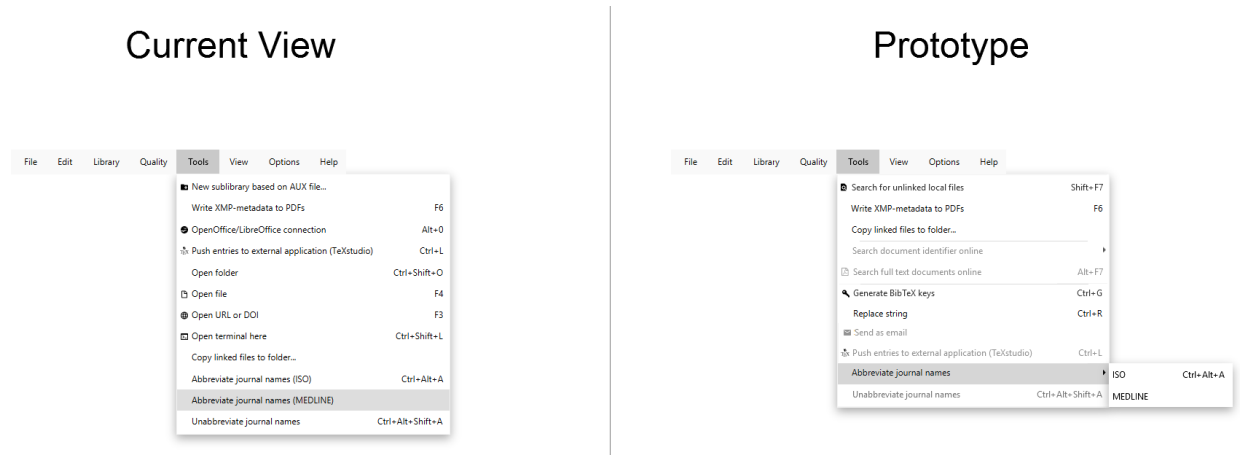 Current View
File Edit Library Quality Tools View Options Help
New sublibrary based on AUX file...
Write XMP-metadata to PDFs F6
OpenOffice/LibreOffice connection Alt+0
Push entries to external application (TeXstudio) Ctrl+L
Open folder Ctrl+Shift+O
Open file F4
Open URL or DOI F3
Open terminal here Ctrl+Shift+L
Copy linked files to folder...
Abbreviate journal names (ISO) Ctrl+Alt+A
Abbreviate journal names (MEDLINE)
Unabbreviate journal names Ctrl+Alt+Shift+A
Prototype
File Edit Library Quality Tools View Options Help
Search for unlinked local files Shift+F7
Write XMP-metadata to PDFs F6
Copy linked files to folder...
Search document identifier online
Search full text documents online Alt+F7
Generate BibTeX keys Ctrl+G
Replace string Ctrl+R
Send as email
Push entries to external application (TeXstudio) Ctrl+L
Abbreviate journal names
ISO Ctrl+Alt+A
MEDLINE
Unabbreviate journal names Ctrl+Alt+Shift+A